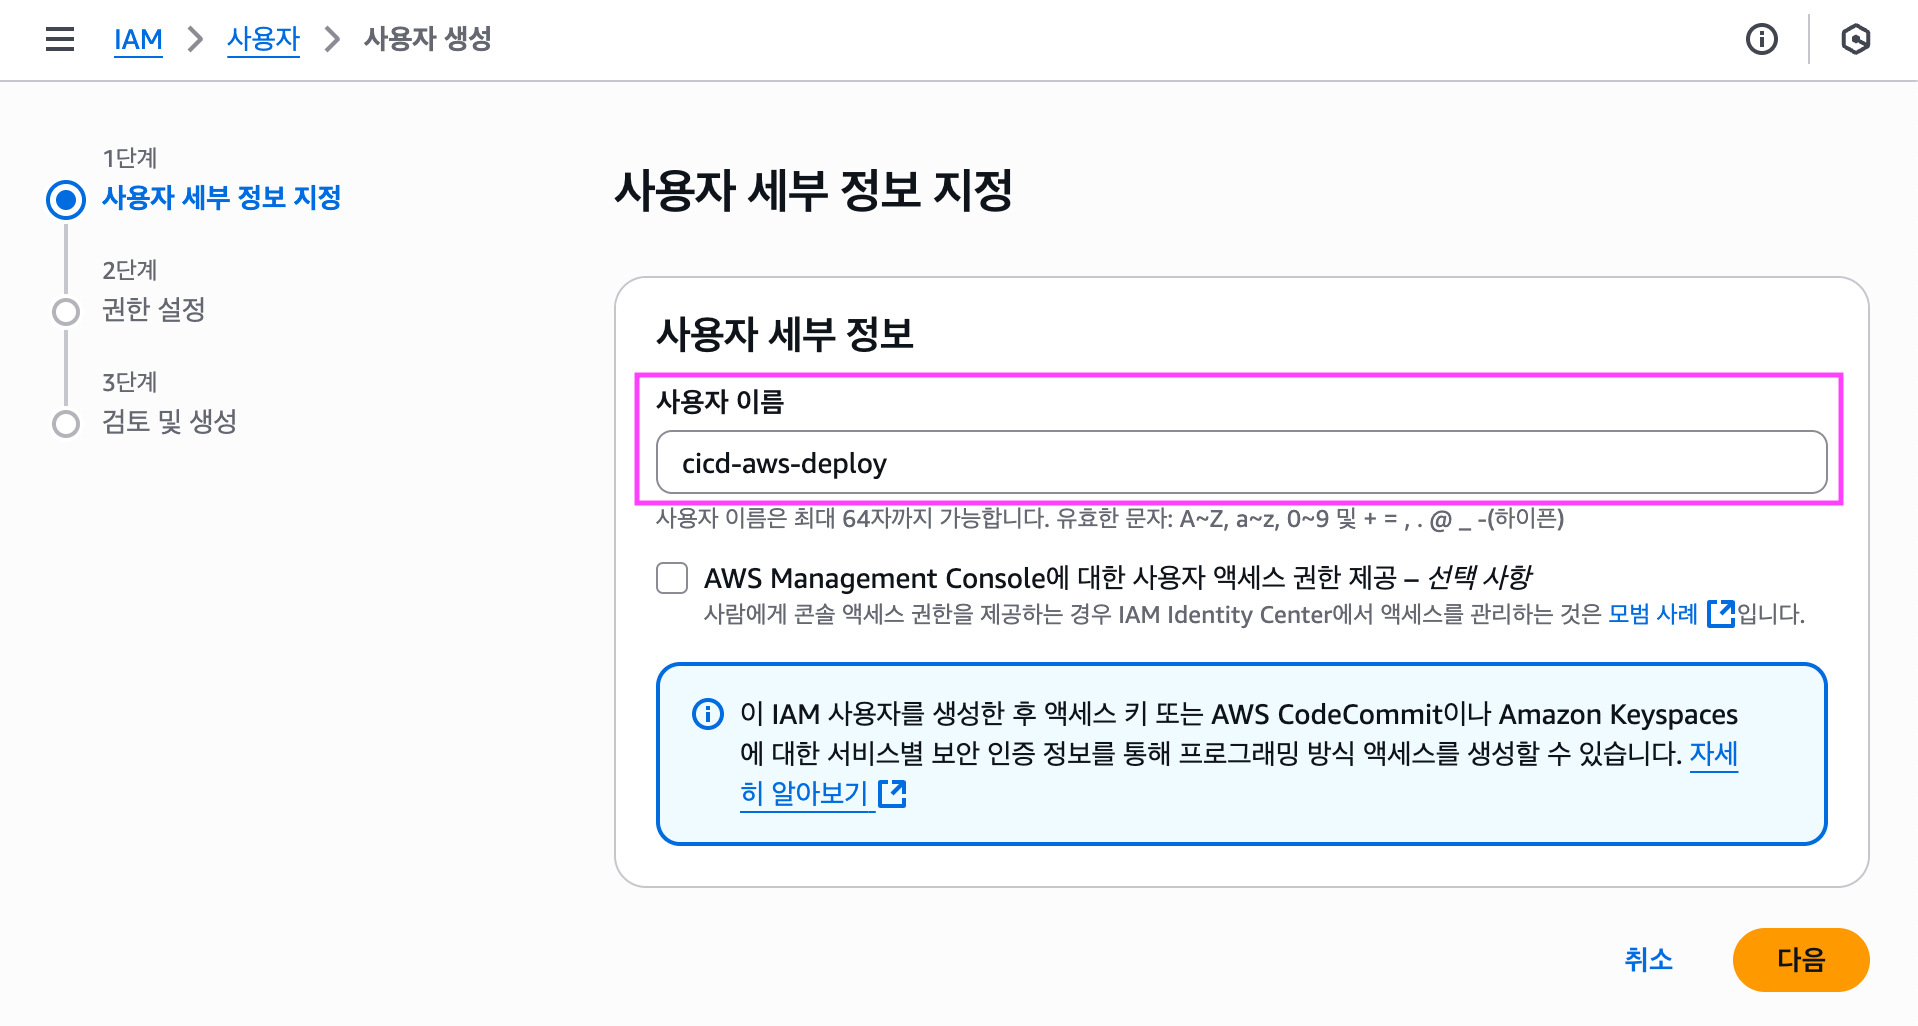 IAM > 사용자 > 사용자 생성
1단계
사용자 세부 정보 지정
2단계
권한 설정
3단계
검토 및 생성
사용자 세부 정보 지정
사용자 세부 정보
사용자 이름
cicd-aws-deploy
사용자 이름은 최대 64자까지 가능합니다. 유효한 문자: A~Z, a~z, 0~9 및 + = , . @ _ -(하이픈)
AWS Management Console에 대한 사용자 액세스 권한 제공 – 선택 사항
사람에게 콘솔 액세스 권한을 제공하는 경우 IAM Identity Center에서 액세스를 관리하는 것은 모범 사례 입니다.
이 IAM 사용자를 생성한 후 액세스 키 또는 AWS CodeCommit이나 Amazon Keyspaces
에 대한 서비스별 보안 인증 정보를 통해 프로그래밍 방식 액세스를 생성할 수 있습니다. 자세
히 알아보기
취소
다음